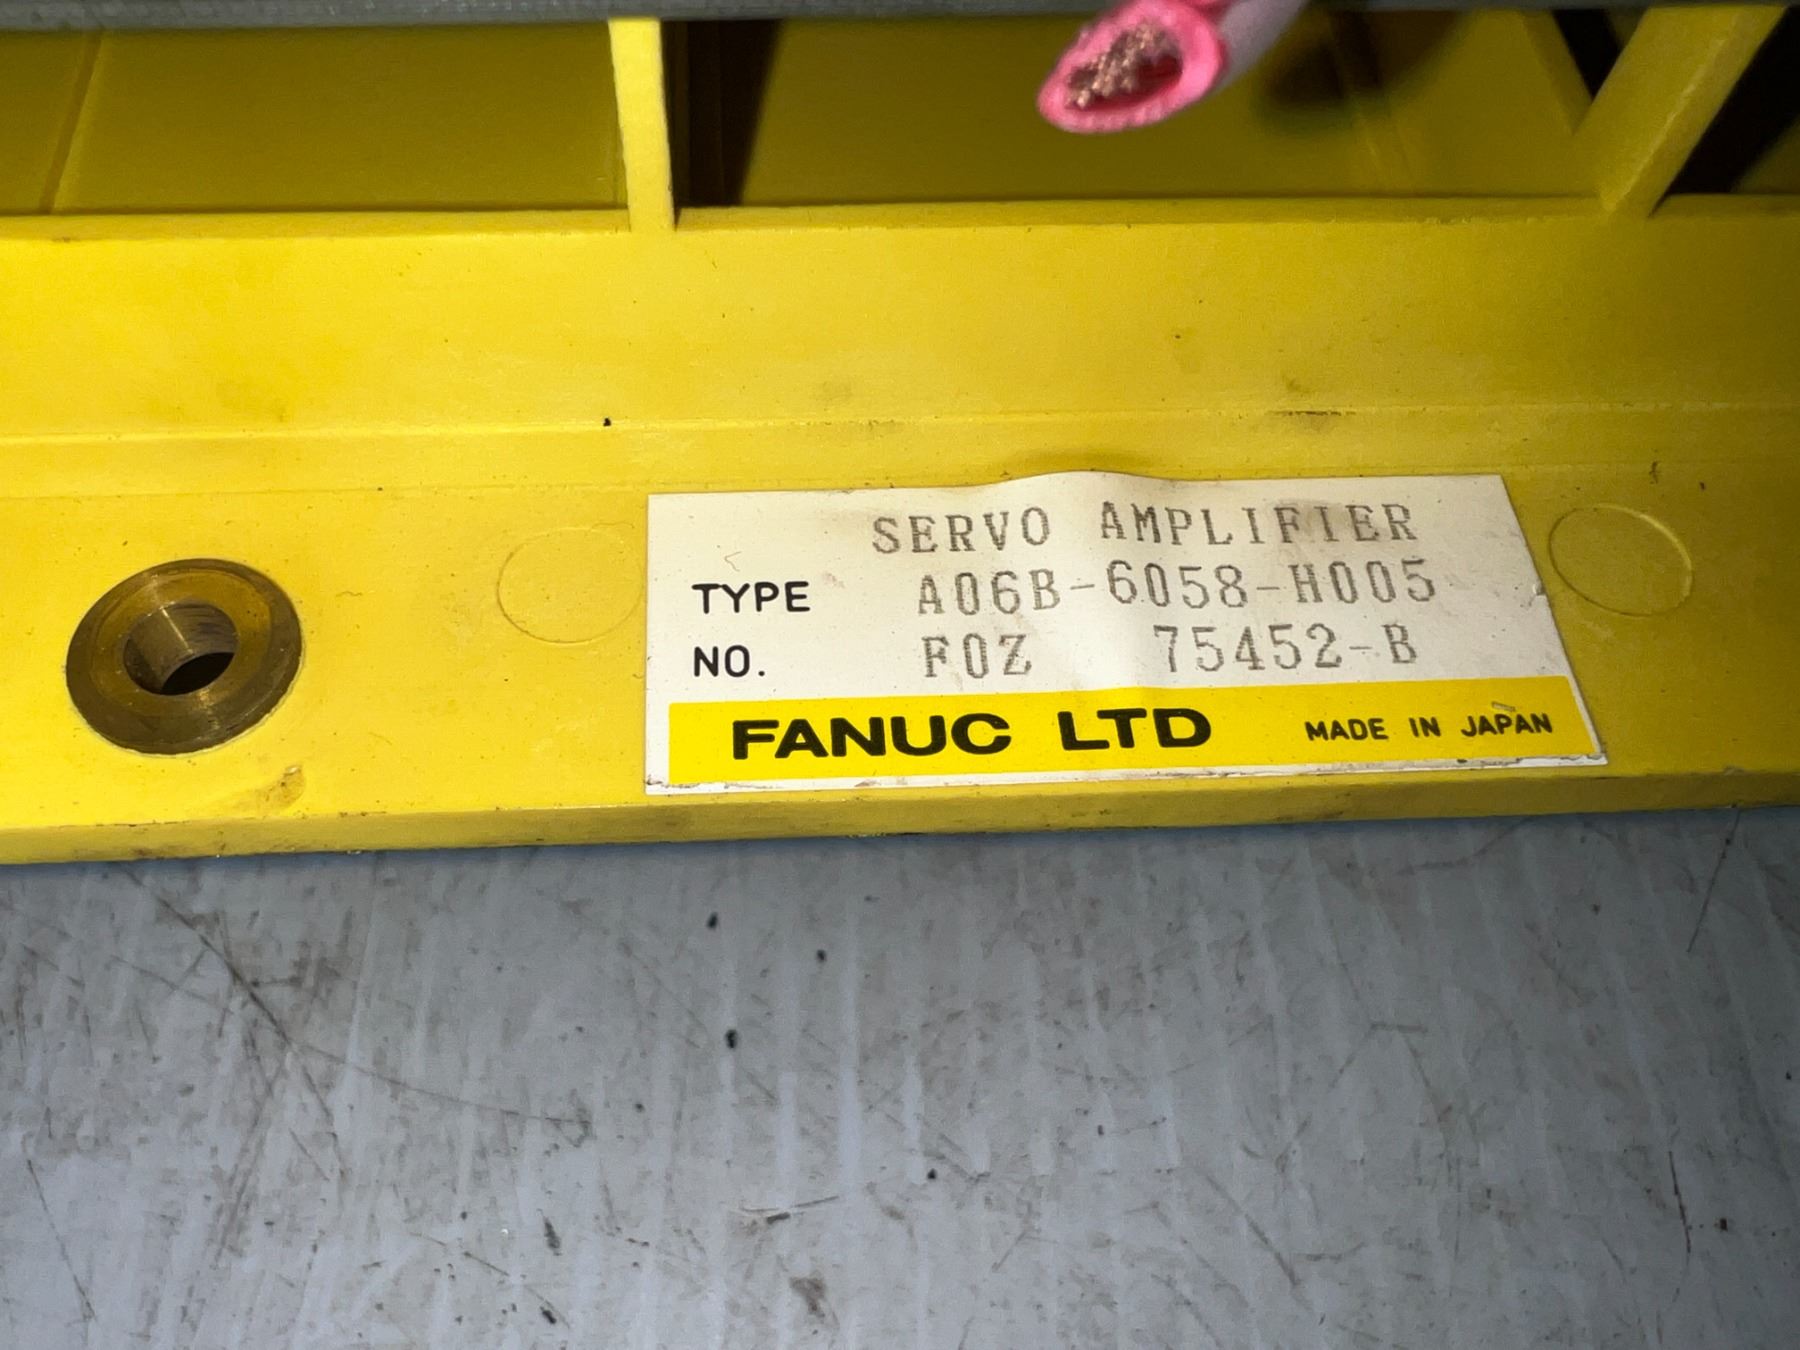 SERVO AMPLIFIER
TYPE A06B-6058-H005
NO. F0Z 75452-B
FANUC LTD MADE IN JAPAN